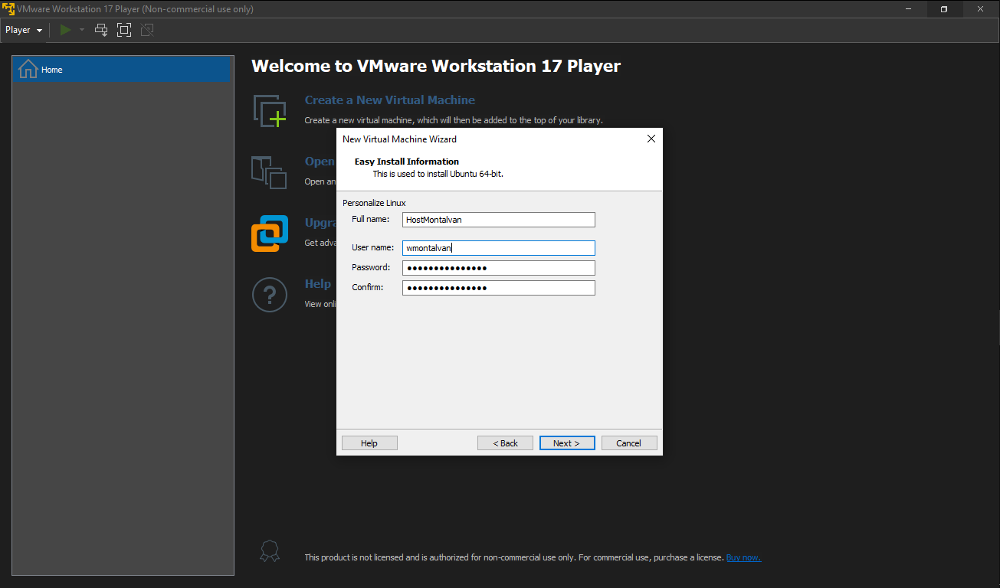 VMware Workstation 17 Player (Non-commercial use only)
Player
Home
Welcome to VMware Workstation 17 Player
Create a New Virtual Machine
Create a new virtual machine, which will then be added to the top of your library.
Open
Open an
Upgra
Get adva
Help
View onli
New Virtual Machine Wizard
Easy Install Information
This is used to install Ubuntu 64-bit.
Personalize Linux
Full name: HostMontalvan
User name: wmontalvan
Password: ●●●●●●●●●●●●●●●
Confirm: ●●●●●●●●●●●●●●●
Help < Back Next > Cancel
This product is not licensed and is authorized for non-commercial use only. For commercial use, purchase a license. Buy now.